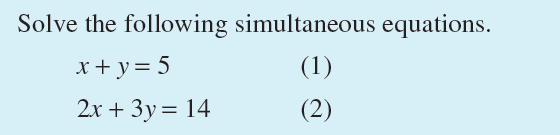 Solve the following simultaneous equations.
x + y = 5 (1)
2x + 3y = 14 (2)